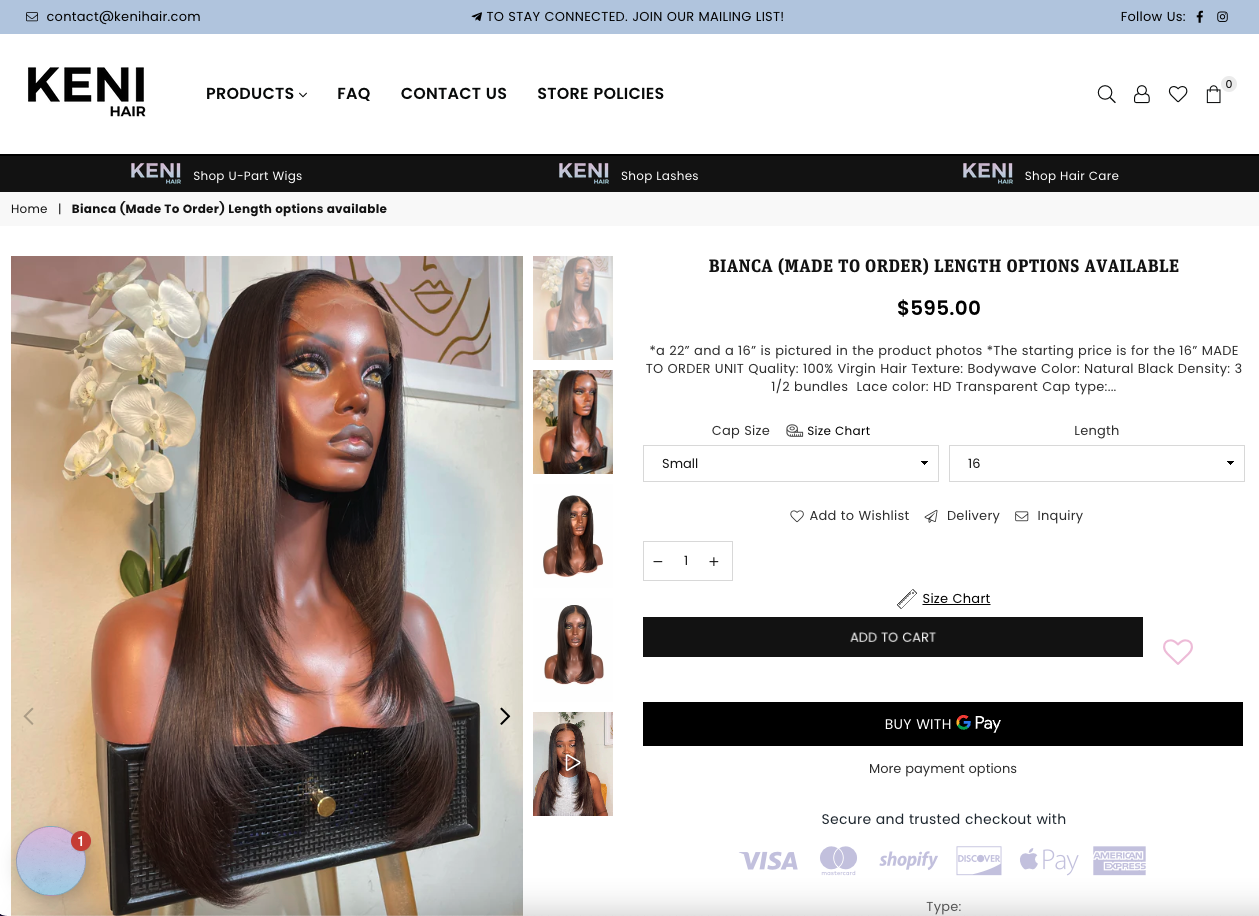 contact@kenihair.com
TO STAY CONNECTED. JOIN OUR MAILING LIST!
Follow Us:
KENI
HAIR
PRODUCTS
FAQ
CONTACT US
STORE POLICIES
0
KENI
HAIR
Shop U-Part Wigs
KENI
HAIR
Shop Lashes
KENI
HAIR
Shop Hair Care
Home | Bianca (Made To Order) Length options available
BIANCA (MADE TO ORDER) LENGTH OPTIONS AVAILABLE
$595.00
*a 22” and a 16” is pictured in the product photos *The starting price is for the 16” MADE
TO ORDER UNIT Quality: 100% Virgin Hair Texture: Bodywave Color: Natural Black Density: 3
1/2 bundles Lace color: HD Transparent Cap type:...
Cap Size
Size Chart
Length
Small
16
Add to Wishlist
Delivery
Inquiry
− 1 +
Size Chart
ADD TO CART
BUY WITH G Pay
More payment options
Secure and trusted checkout with
VISA
mastercard
shopify
DISCOVER
Pay
AMERICAN
EXPRESS
Type:
1